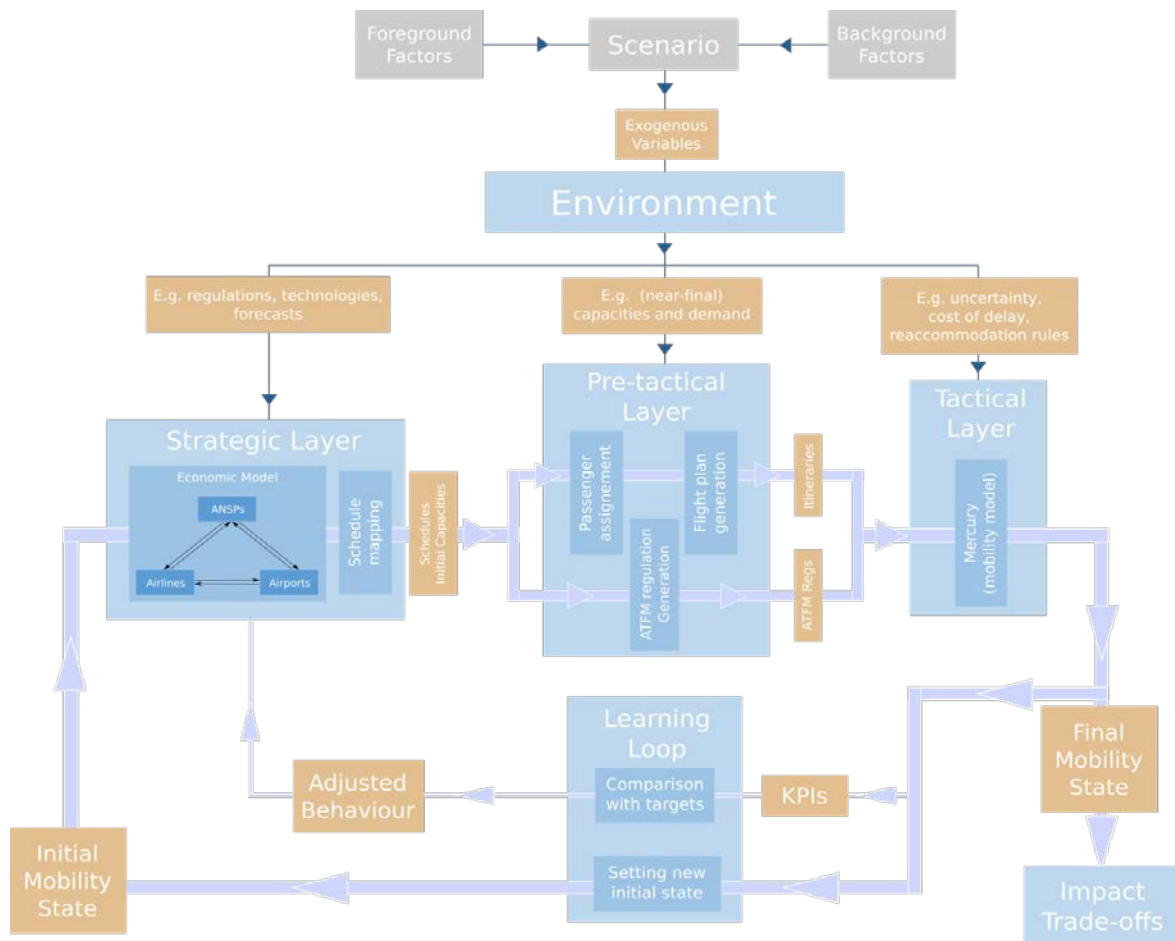 Foreground
Factors
Scenario
Background
Factors
Exogenous
Variables
Environment
E.g. regulations, technologies,
forecasts
E.g. (near-final)
capacities and demand
E.g. uncertainty,
cost of delay,
reaccommodation rules
Strategic Layer
Economic Model
ANSPs
Airlines
Airports
Schedule
mapping
Schedules
Initial Capacities
Pre-tactical
Layer
Passenger
assignement
Flight plan
generation
ATFM regulation
Generation
Itineraries
ATFM Regs
Tactical
Layer
Mercury
(mobility model)
Learning
Loop
Comparison
with targets
Setting new
initial state
KPIs
Adjusted
Behaviour
Initial
Mobility
State
Final
Mobility
State
Impact
Trade-offs